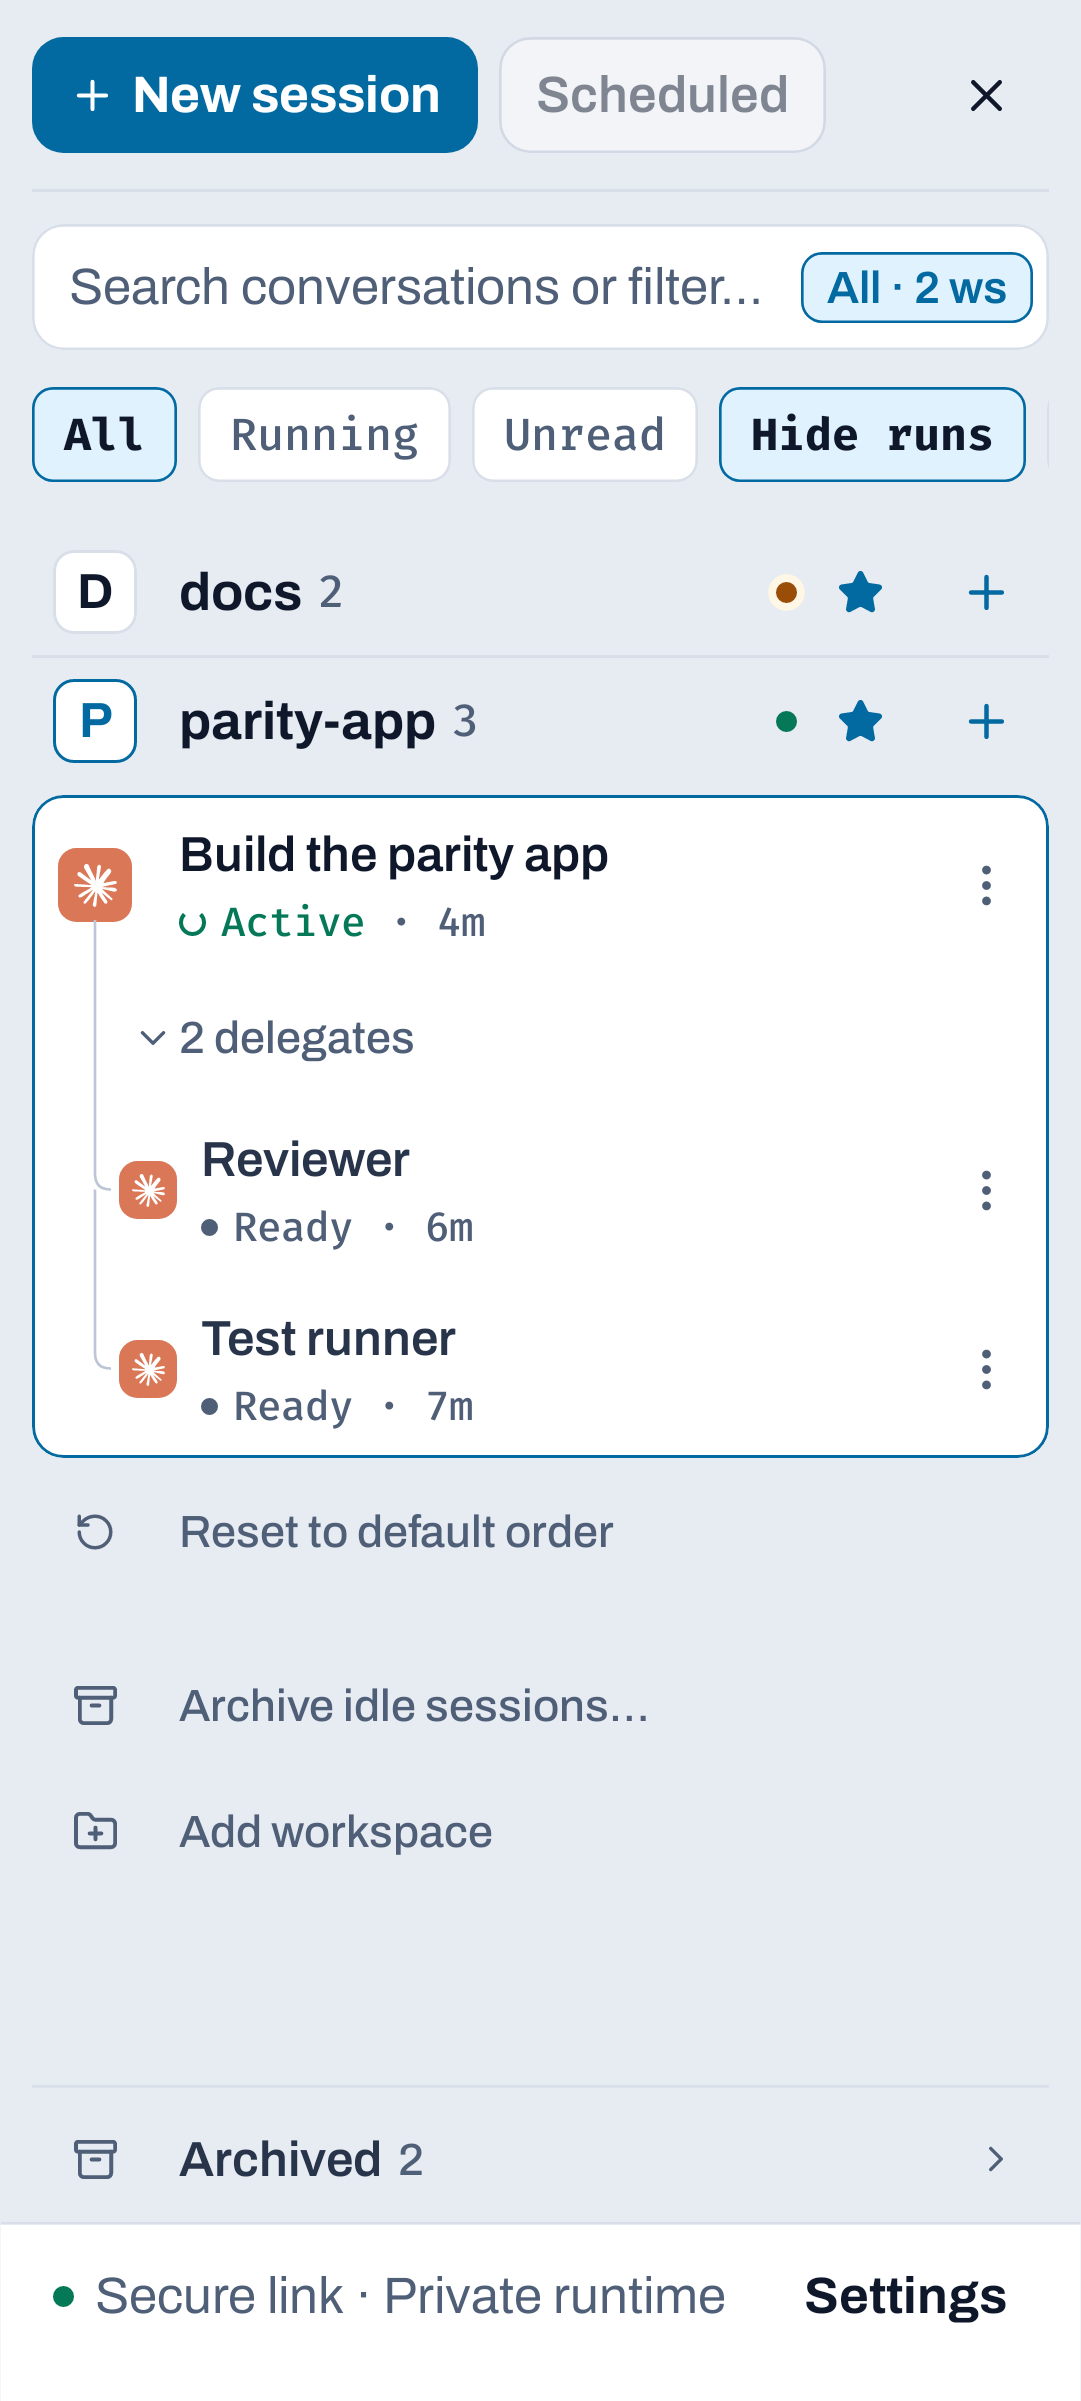 New session
Scheduled
Search conversations or filter...
All · 2 ws
All
Running
Unread
Hide runs
D
docs 2
P
parity-app 3
Build the parity app
Active · 4m
2 delegates
Reviewer
Ready · 6m
Test runner
Ready · 7m
Reset to default order
Archive idle sessions...
Add workspace
Archived 2
Secure link · Private runtime
Settings